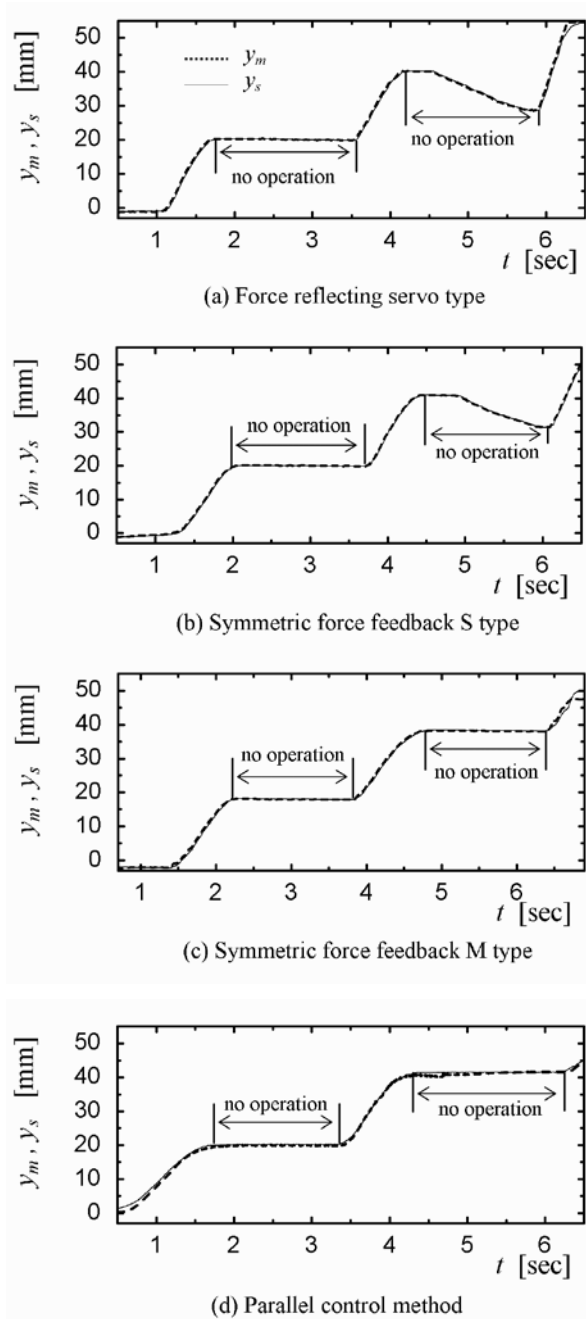 y_m , y_s [mm]
50
40
30
20
10
0
y_m
y_s
no operation
no operation
1 2 3 4 5 6
t [sec]
(a) Force reflecting servo type
y_m , y_s [mm]
50
40
30
20
10
0
no operation
no operation
1 2 3 4 5 6
t [sec]
(b) Symmetric force feedback S type
y_m , y_s [mm]
50
40
30
20
10
0
no operation
no operation
1 2 3 4 5 6
t [sec]
(c) Symmetric force feedback M type
y_m , y_s [mm]
50
40
30
20
10
0
no operation
no operation
1 2 3 4 5 6
t [sec]
(d) Parallel control method